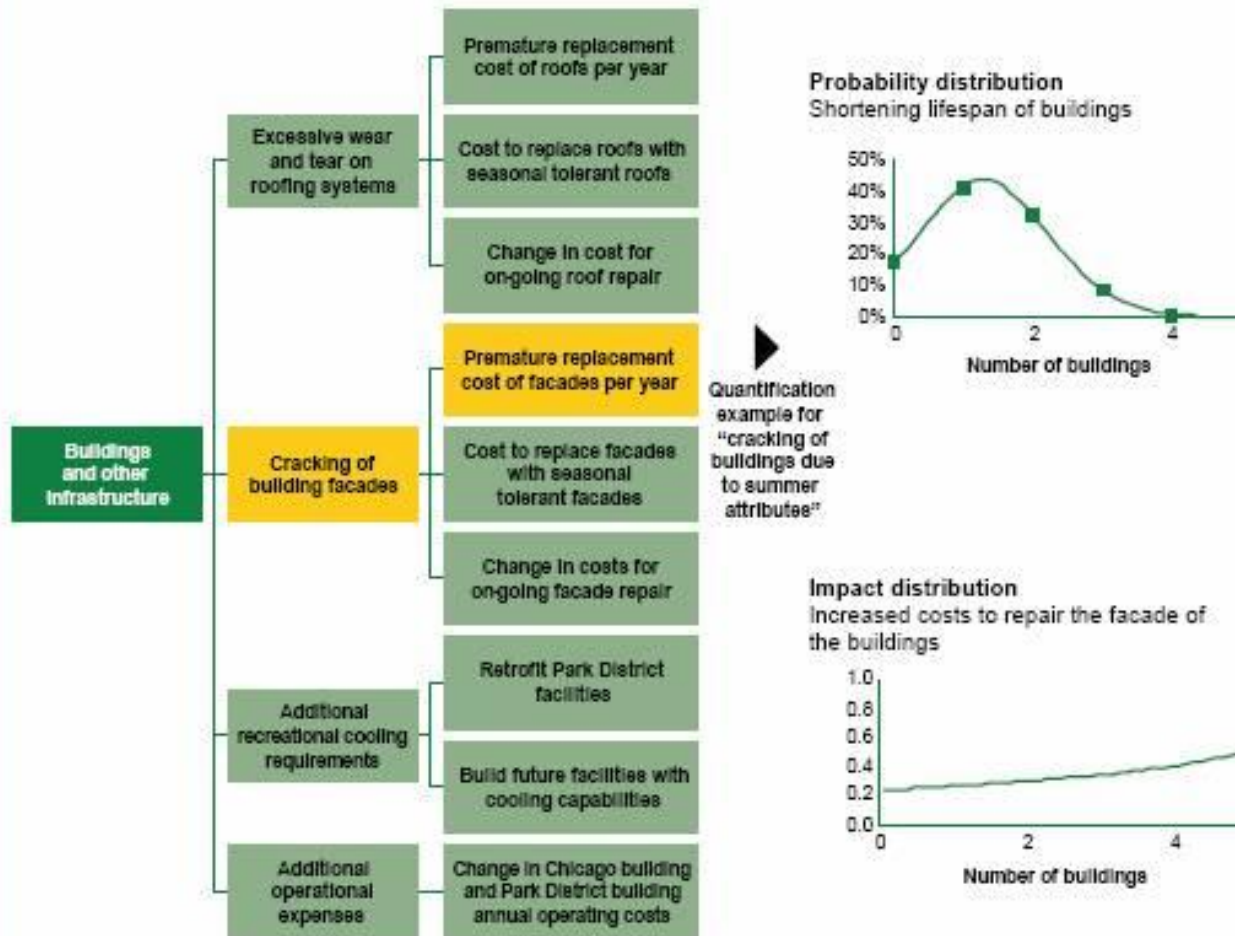 Premature replacement
cost of roofs per year
Excessive wear
and tear on
roofing systems
Cost to replace roofs with
seasonal tolerant roofs
Change in cost for
on-going roof repair
Buildings
and other
infrastructure
Cracking of
building facades
Premature replacement
cost of facades per year
Cost to replace facades
with seasonal
tolerant facades
Change in costs for
on-going facade repair
Additional
recreational cooling
requirements
Retrofit Park District
facilities
Build future facilities with
cooling capabilities
Additional
operational
expenses
Change in Chicago building
and Park District building
annual operating costs
Quantification
example for
“cracking of
buildings due
to summer
attributes”
Probability distribution
Shortening lifespan of buildings
50%
40%
30%
20%
10%
0%
0 2 4
Number of buildings
Impact distribution
Increased costs to repair the facade of
the buildings
1.0
0.8
0.6
0.4
0.2
0.0
0 2 4
Number of buildings